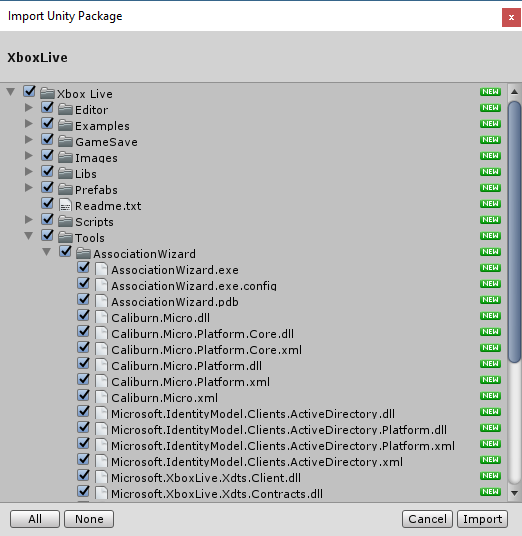 Import Unity Package
x
XboxLive
Xbox Live NEW
Editor NEW
Examples NEW
GameSave NEW
Images NEW
Libs NEW
Prefabs NEW
Readme.txt NEW
Scripts NEW
Tools NEW
AssociationWizard NEW
AssociationWizard.exe NEW
AssociationWizard.exe.config NEW
AssociationWizard.pdb NEW
Caliburn.Micro.dll NEW
Caliburn.Micro.Platform.Core.dll NEW
Caliburn.Micro.Platform.Core.xml NEW
Caliburn.Micro.Platform.dll NEW
Caliburn.Micro.Platform.xml NEW
Caliburn.Micro.xml NEW
Microsoft.IdentityModel.Clients.ActiveDirectory.dll NEW
Microsoft.IdentityModel.Clients.ActiveDirectory.Platform.dll NEW
Microsoft.IdentityModel.Clients.ActiveDirectory.Platform.xml NEW
Microsoft.IdentityModel.Clients.ActiveDirectory.xml NEW
Microsoft.XboxLive.Xdts.Client.dll NEW
Microsoft.XboxLive.Xdts.Contracts.dll NEW
All None Cancel Import